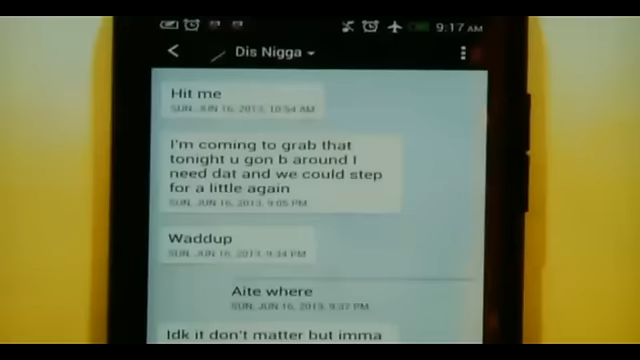 9:17 AM
Dis Nigga
Hit me
SUN, JUN 16, 2013, 10:54 AM
I'm coming to grab that
tonight u gon b around I
need dat and we could step
for a little again
SUN, JUN 16, 2013, 9:05 PM
Waddup
SUN, JUN 16, 2013, 9:34 PM
Aite where
SUN, JUN 16, 2013, 9:37 PM
Idk it don't matter but imma